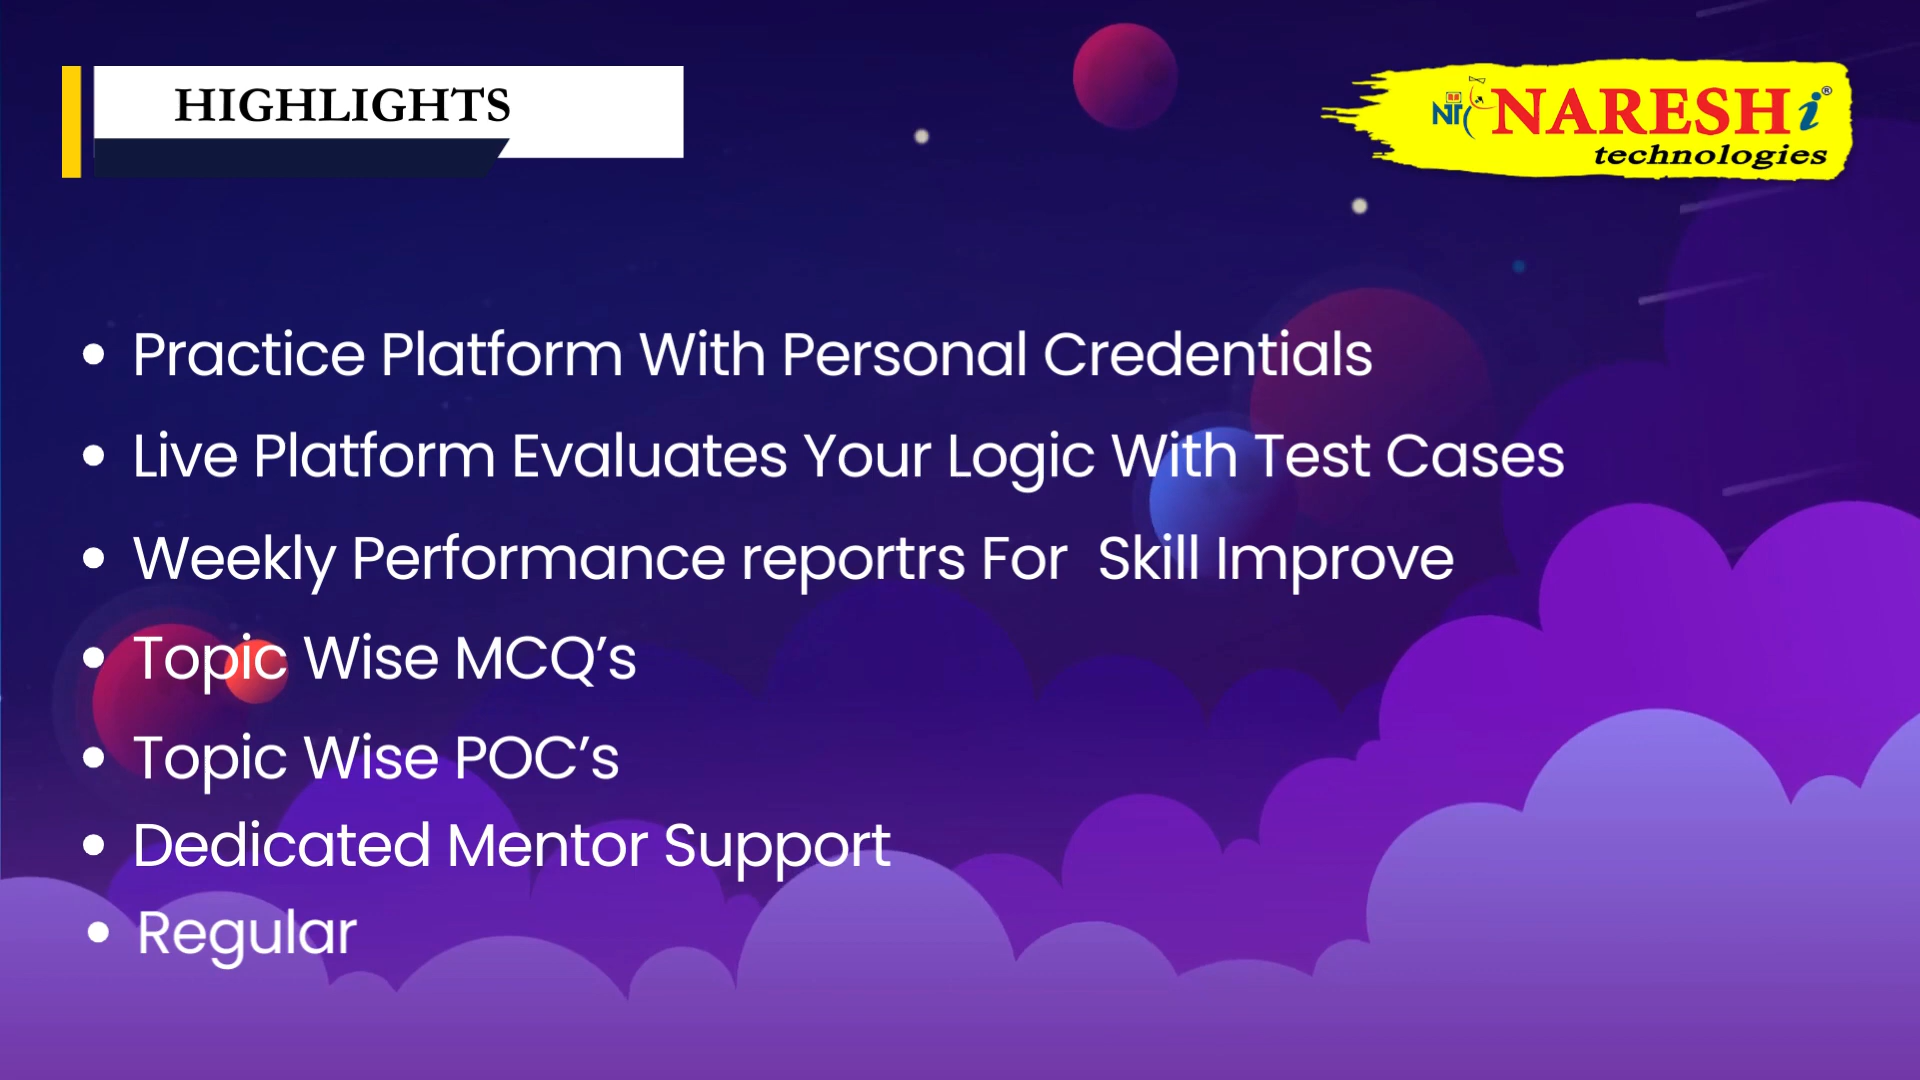 HIGHLIGHTS
NT NARESH i ®
technologies
• Practice Platform With Personal Credentials
• Live Platform Evaluates Your Logic With Test Cases
• Weekly Performance reportrs For  Skill Improve
• Topic Wise MCQ’s
• Topic Wise POC’s
• Dedicated Mentor Support
• Regular